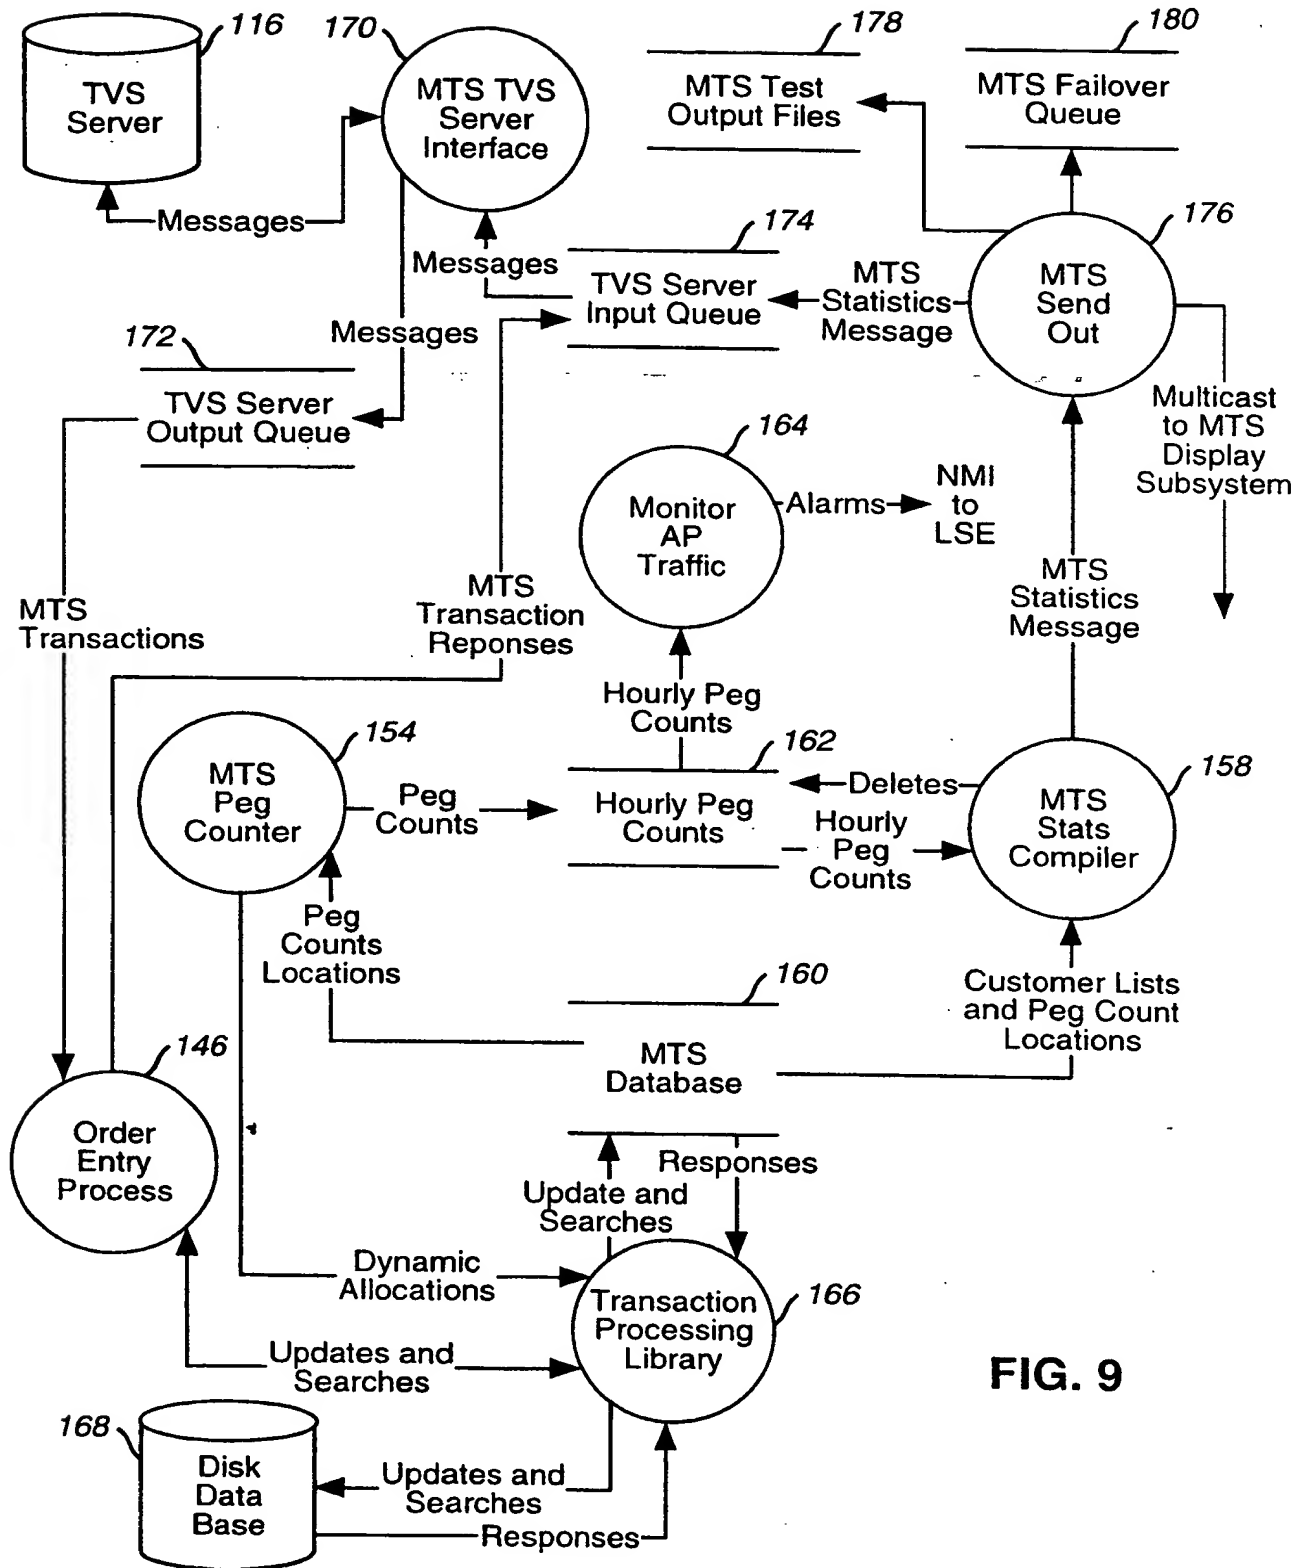 116
TVS
Server
170
MTS TVS
Server
Interface
178
MTS Test
Output Files
180
MTS Failover
Queue
Messages
174
Messages
TVS Server
Input Queue
MTS
Statistics
Message
176
MTS
Send
Out
172
Messages
TVS Server
Output Queue
Multicast
to MTS
Display
Subsystem
164
Monitor
AP
Traffic
Alarms
NMI
to
LSE
MTS
Transactions
MTS
Transaction
Reponses
MTS
Statistics
Message
Hourly Peg
Counts
154
MTS
Peg
Counter
Peg
Counts
162
Hourly Peg
Counts
Deletes
Hourly
Peg
Counts
158
MTS
Stats
Compiler
Peg
Counts
Locations
160
MTS
Database
Customer Lists
and Peg Count
Locations
146
Order
Entry
Process
Responses
Update and
Searches
Dynamic
Allocations
166
Transaction
Processing
Library
Updates and
Searches
FIG. 9
168
Disk
Data
Base
Updates and
Searches
Responses